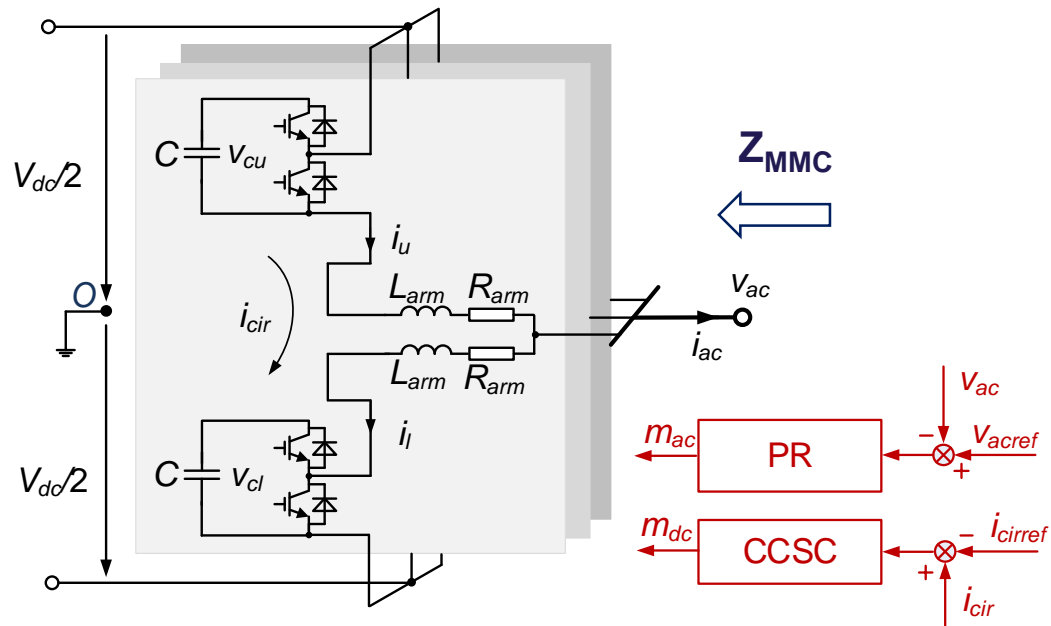 V_dc/2
O
V_dc/2
C
v_cu
i_u
L_arm
R_arm
i_cir
L_arm
R_arm
i_l
C
v_cl
Z_MMC
v_ac
i_ac
v_ac
m_ac
PR
−
+
v_acref
m_dc
CCSC
−
+
i_cirref
i_cir